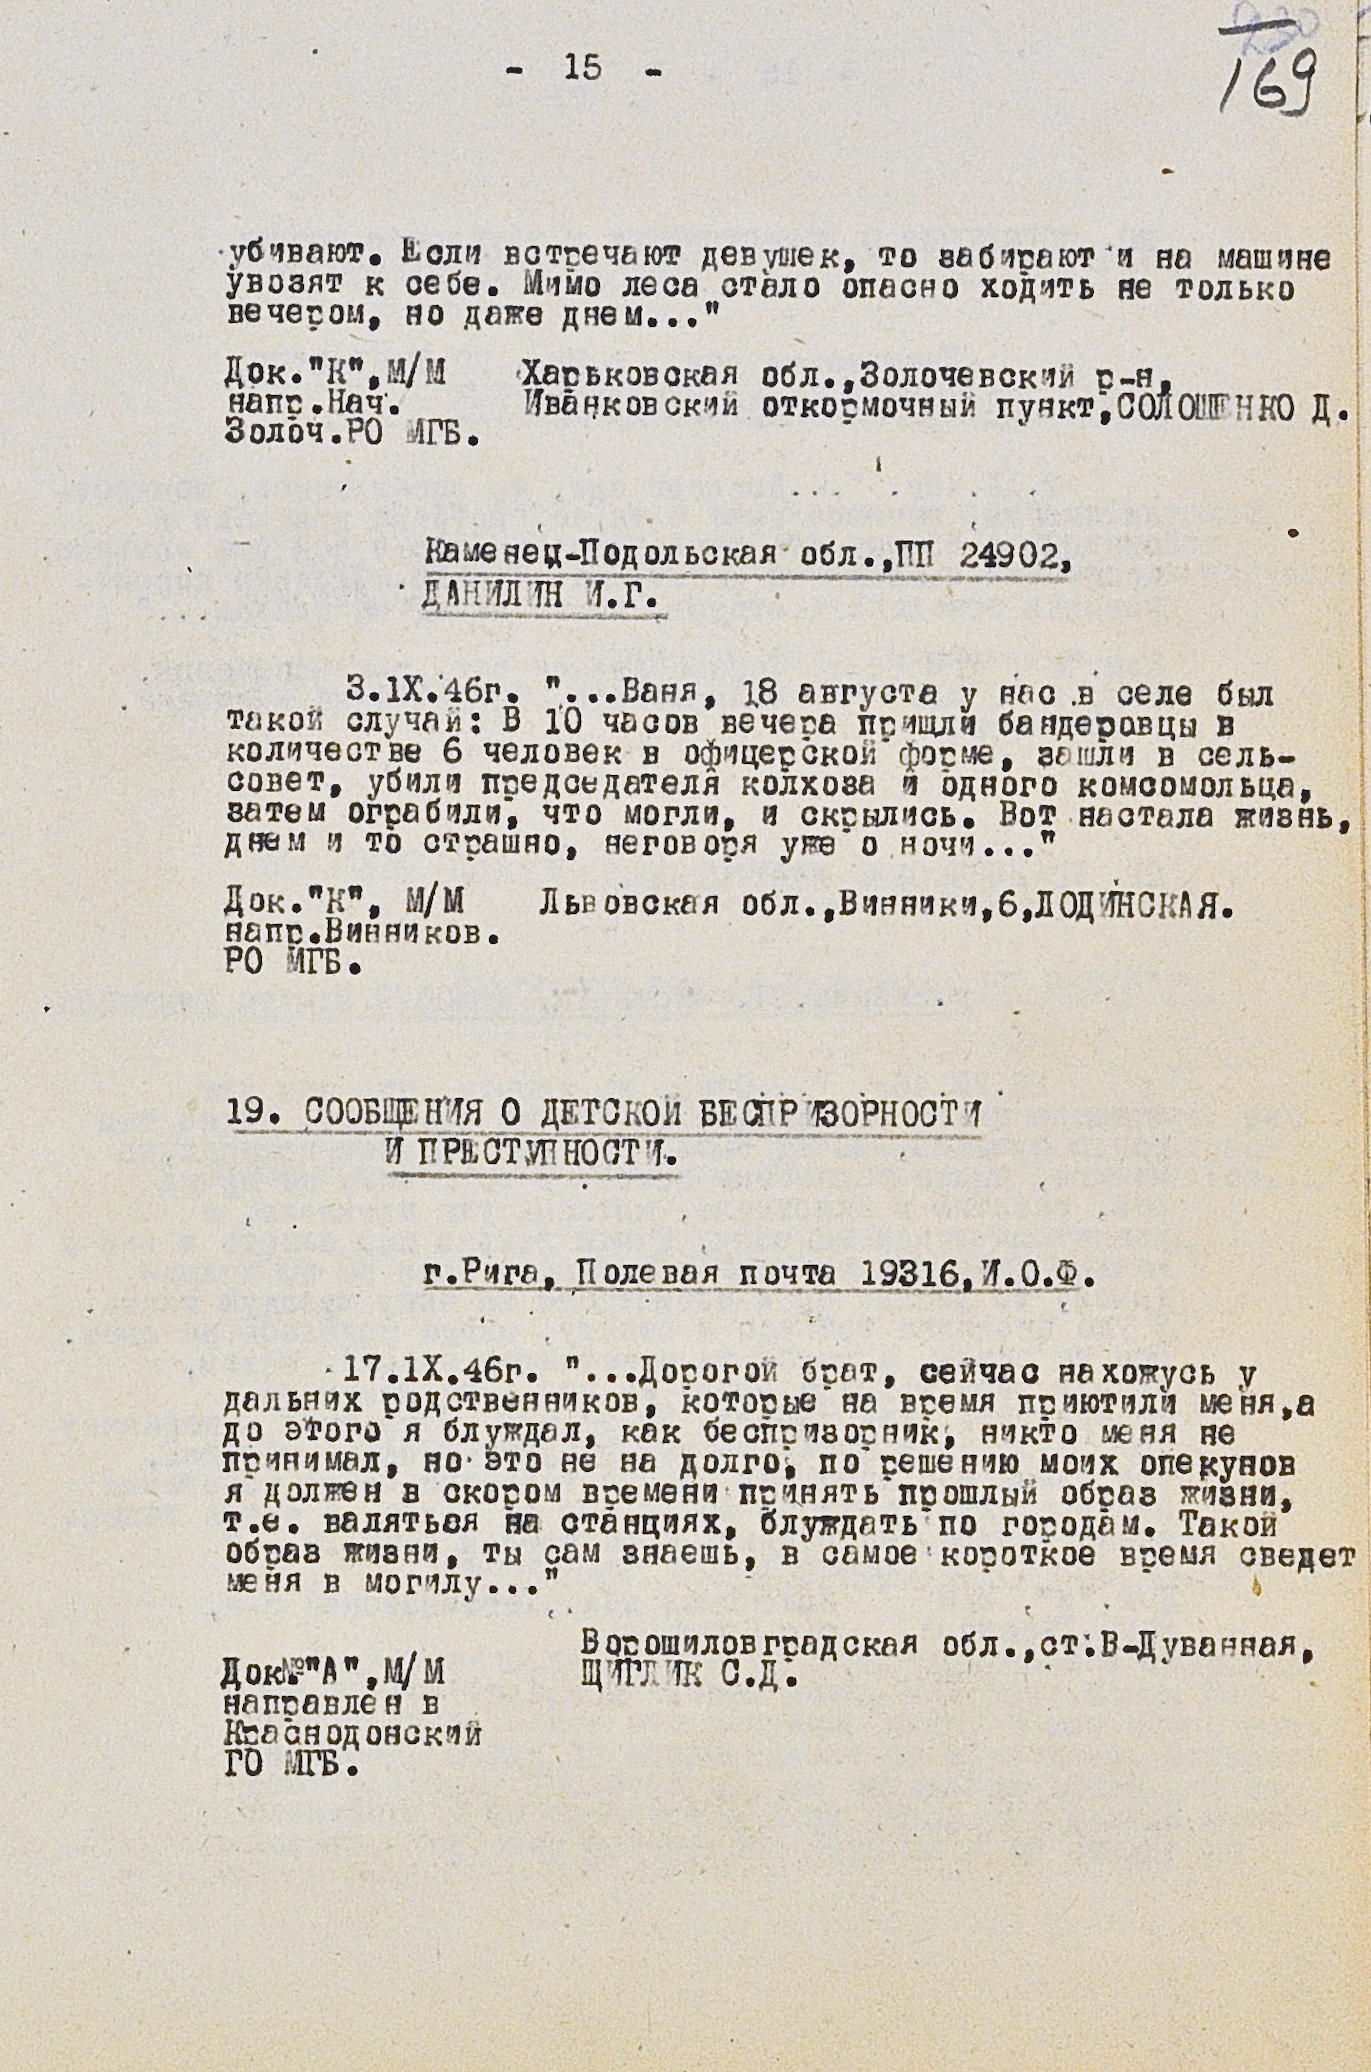 - 15 -
169
убивают. Если встречают девушек, то забирают и на машине
увозят к себе. Мимо леса стало опасно ходить не только
вечером, но даже днем..."
Док."К",М/М Харьковская обл.,Золочевский р-н,
напр.Нач. Иванковский откормочный пункт,СОЛОШЕНКО Д.
Золоч.РО МГБ.
Каменец-Подольская обл.,ПП 24902,
ДАНИЛИН И.Г.
3.1X.46г. "...Ваня, 18 августа у нас в селе был
такой случай: В 10 часов вечера пришли бандеровцы в
количестве 6 человек в офицерской форме, зашли в сель-
совет, убили председателя колхоза и одного комсомольца,
затем ограбили, что могли, и скрылись. Вот настала жизнь,
днем и то страшно, неговоря уже о ночи..."
Док."К", М/М Львовская обл.,Винники,6,ЛОДИНСКАЯ.
напр.Винников.
РО МГБ.
19. СООБЩЕНИЯ О ДЕТСКОЙ БЕСПРИЗОРНОСТИ
И ПРЕСТУПНОСТИ.
г.Рига, Полевая почта 19316,И.О.Ф.
17.1X.46г. "...Дорогой брат, сейчас нахожусь у
дальних родственников, которые на время приютили меня,а
до этого я блуждал, как беспризорник, никто меня не
принимал, но это не на долго, по решению моих опекунов
я должен в скором времени принять прошлый образ жизни,
т.е. валяться на станциях, блуждать по городам. Такой
образ жизни, ты сам знаешь, в самое короткое время сведет
меня в могилу..."
Ворошиловградская обл.,ст.В-Дуванная,
Док№"А",М/М ЩИГЛИК С.Д.
направлен в
Краснодонский
ГО МГБ.